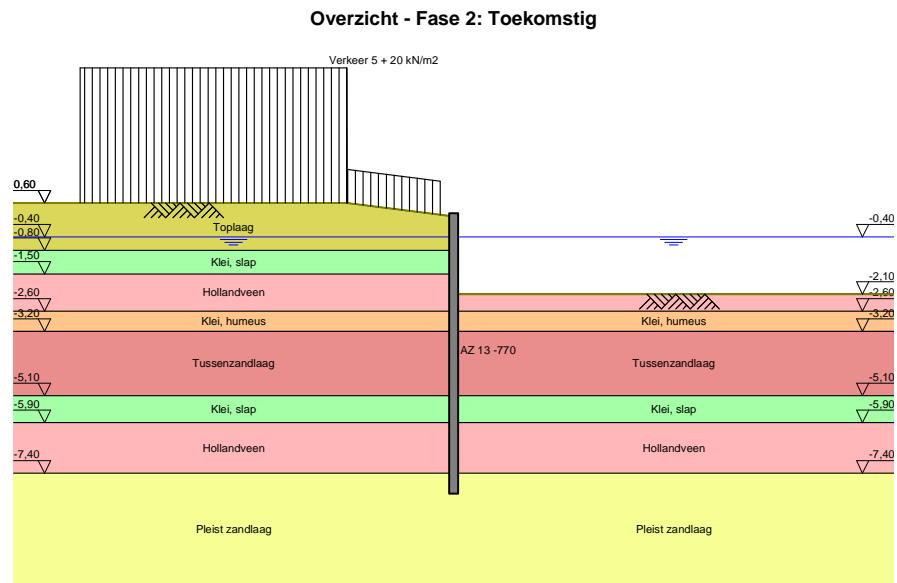 Overzicht - Fase 2: Toekomstig
Verkeer 5 + 20 kN/m2
0,60
-0,40
Toplaag
-0,40
-0,80
-1,50
Klei, slap
-2,10
-2,60
Hollandveen
-2,60
-3,20
Klei, humeus
Klei, humeus
-3,20
AZ 13 -770
Tussenzandlaag
Tussenzandlaag
-5,10
-5,10
-5,90
Klei, slap
Klei, slap
-5,90
Hollandveen
Hollandveen
-7,40
-7,40
Pleist zandlaag
Pleist zandlaag